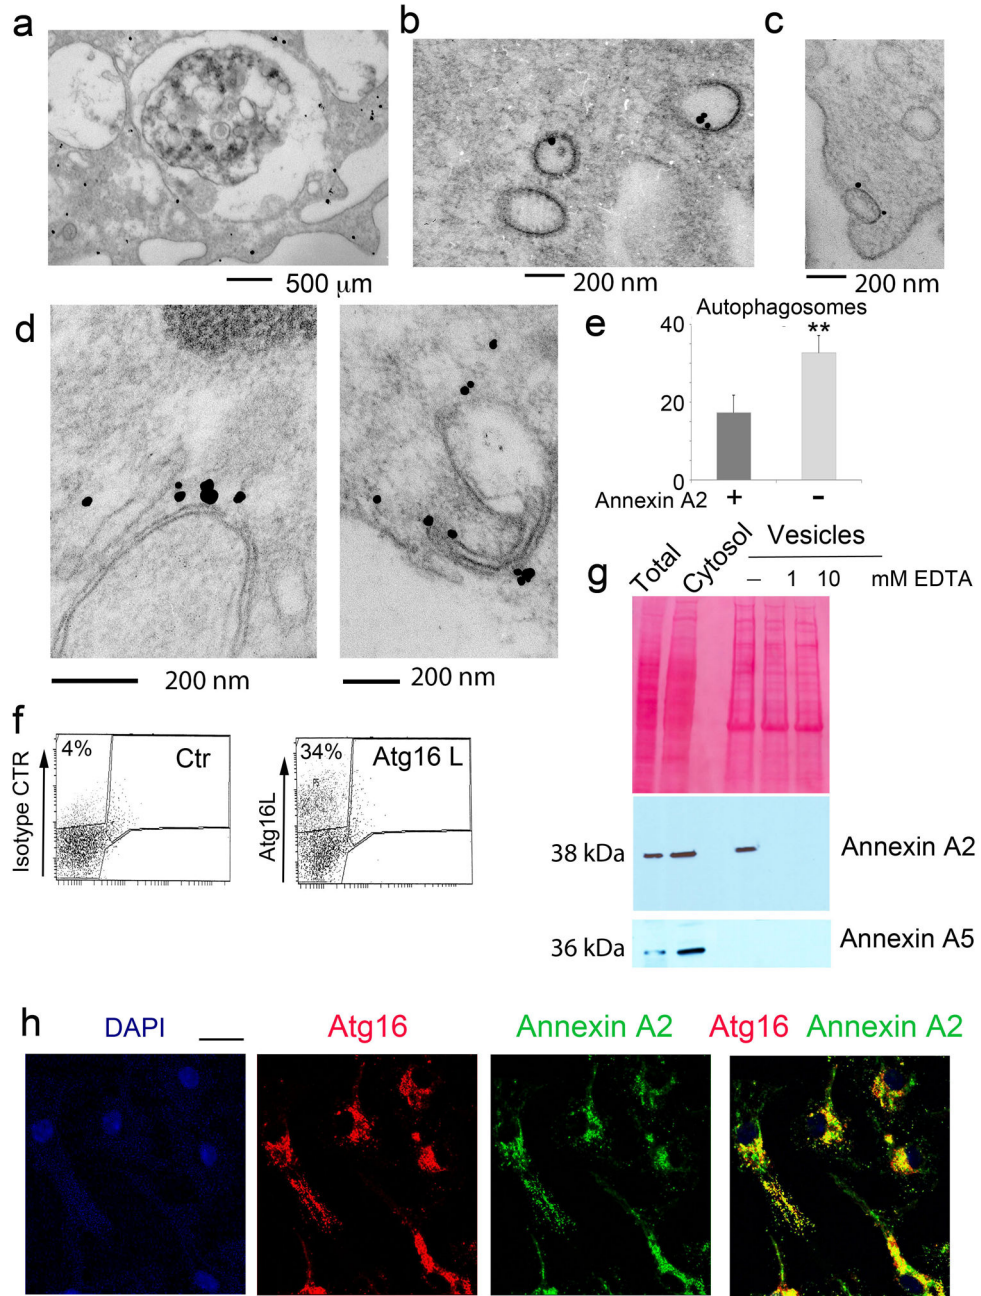 a
500 μm
b
200 nm
c
200 nm
d
200 nm
200 nm
e
Autophagosomes
**
40
20
0
Annexin A2 + -
f
Isotype CTR
4%
Ctr
Atg16L
34%
Atg16 L
g
Total
Cytosol
Vesicles
– 1 10 mM EDTA
38 kDa
Annexin A2
36 kDa
Annexin A5
h
DAPI
Atg16
Annexin A2
Atg16 Annexin A2